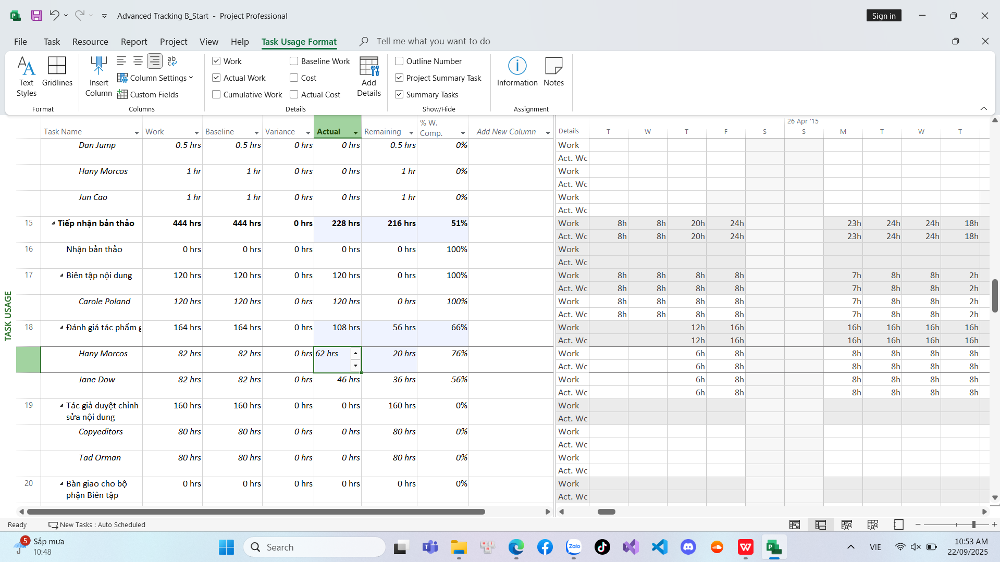 Advanced Tracking B_Start - Project Professional
Sign in
File Task Resource Report Project View Help Task Usage Format Tell me what you want to do
Text Styles
Gridlines
Format
Insert Column
ab
Column Settings
Custom Fields
Columns
Work
Actual Work
Cumulative Work
Baseline Work
Cost
Actual Cost
Add Details
Details
Outline Number
Project Summary Task
Summary Tasks
Show/Hide
Information
Notes
Assignment
TASK USAGE
Task Name Work Baseline Variance Actual Remaining % W. Comp. Add New Column
Details 26 Apr '15
T W T F S S M T W T
Dan Jump 0.5 hrs 0.5 hrs 0 hrs 0 hrs 0.5 hrs 0% Work
Act. Wc
Hany Morcos 1 hr 1 hr 0 hrs 0 hrs 1 hr 0% Work
Act. Wc
Jun Cao 1 hr 1 hr 0 hrs 0 hrs 1 hr 0% Work
Act. Wc
15 Tiếp nhận bản thảo 444 hrs 444 hrs 0 hrs 228 hrs 216 hrs 51% Work 8h 8h 20h 24h 23h 24h 24h 18h
Act. Wc 8h 8h 20h 24h 23h 24h 24h 18h
16 Nhận bản thảo 0 hrs 0 hrs 0 hrs 0 hrs 0 hrs 100% Work
Act. Wc
17 Biên tập nội dung 120 hrs 120 hrs 0 hrs 120 hrs 0 hrs 100% Work 8h 8h 8h 8h 7h 8h 8h 2h
Act. Wc 8h 8h 8h 8h 7h 8h 8h 2h
Carole Poland 120 hrs 120 hrs 0 hrs 120 hrs 0 hrs 100% Work 8h 8h 8h 8h 7h 8h 8h 2h
Act. Wc 8h 8h 8h 8h 7h 8h 8h 2h
18 Đánh giá tác phẩm g 164 hrs 164 hrs 0 hrs 108 hrs 56 hrs 66% Work 12h 16h 16h 16h 16h 16h
Act. Wc 12h 16h 16h 16h 16h 16h
Hany Morcos 82 hrs 82 hrs 0 hrs 62 hrs 20 hrs 76% Work 6h 8h 8h 8h 8h 8h
Act. Wc 6h 8h 8h 8h 8h 8h
Jane Dow 82 hrs 82 hrs 0 hrs 46 hrs 36 hrs 56% Work 6h 8h 8h 8h 8h 8h
Act. Wc 6h 8h 8h 8h 8h 8h
19 Tác giả duyệt chỉnh sửa nội dung 160 hrs 160 hrs 0 hrs 0 hrs 160 hrs 0% Work
Act. Wc
Copyeditors 80 hrs 80 hrs 0 hrs 0 hrs 80 hrs 0% Work
Act. Wc
Tad Orman 80 hrs 80 hrs 0 hrs 0 hrs 80 hrs 0% Work
Act. Wc
20 Bàn giao cho bộ phận Biên tập 0 hrs 0 hrs 0 hrs 0 hrs 0 hrs 0% Work
Act. Wc
Ready New Tasks : Auto Scheduled
5 Sắp mưa
10:48
Search
Zalo
VIE
10:53 AM
22/09/2025